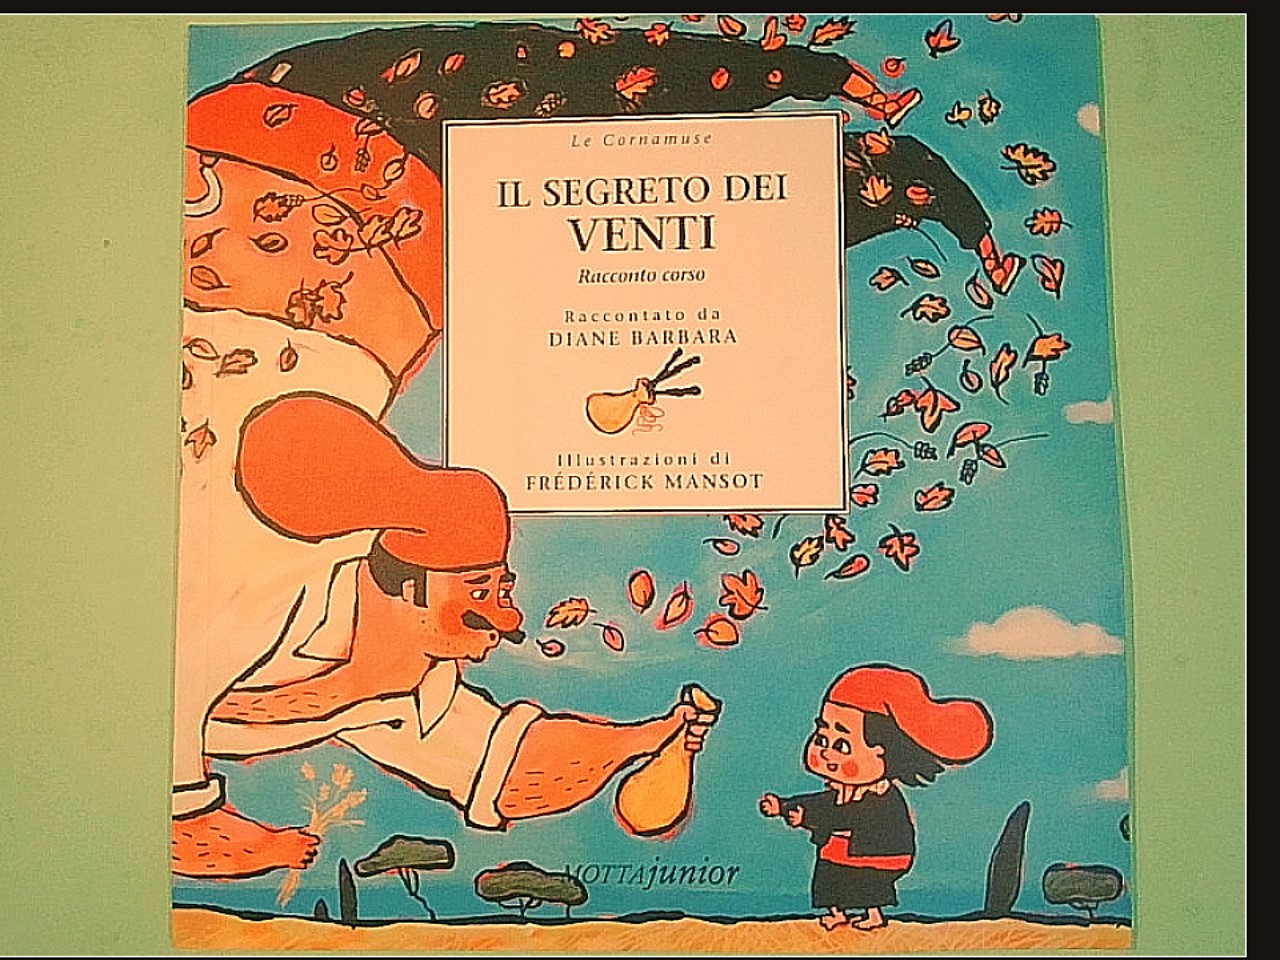 Le Cornamuse
IL SEGRETO DEI
VENTI
Racconto corso
Raccontato da
DIANE BARBARA
Illustrazioni di
FRÉDÉRICK MANSOT
MOTTAjunior